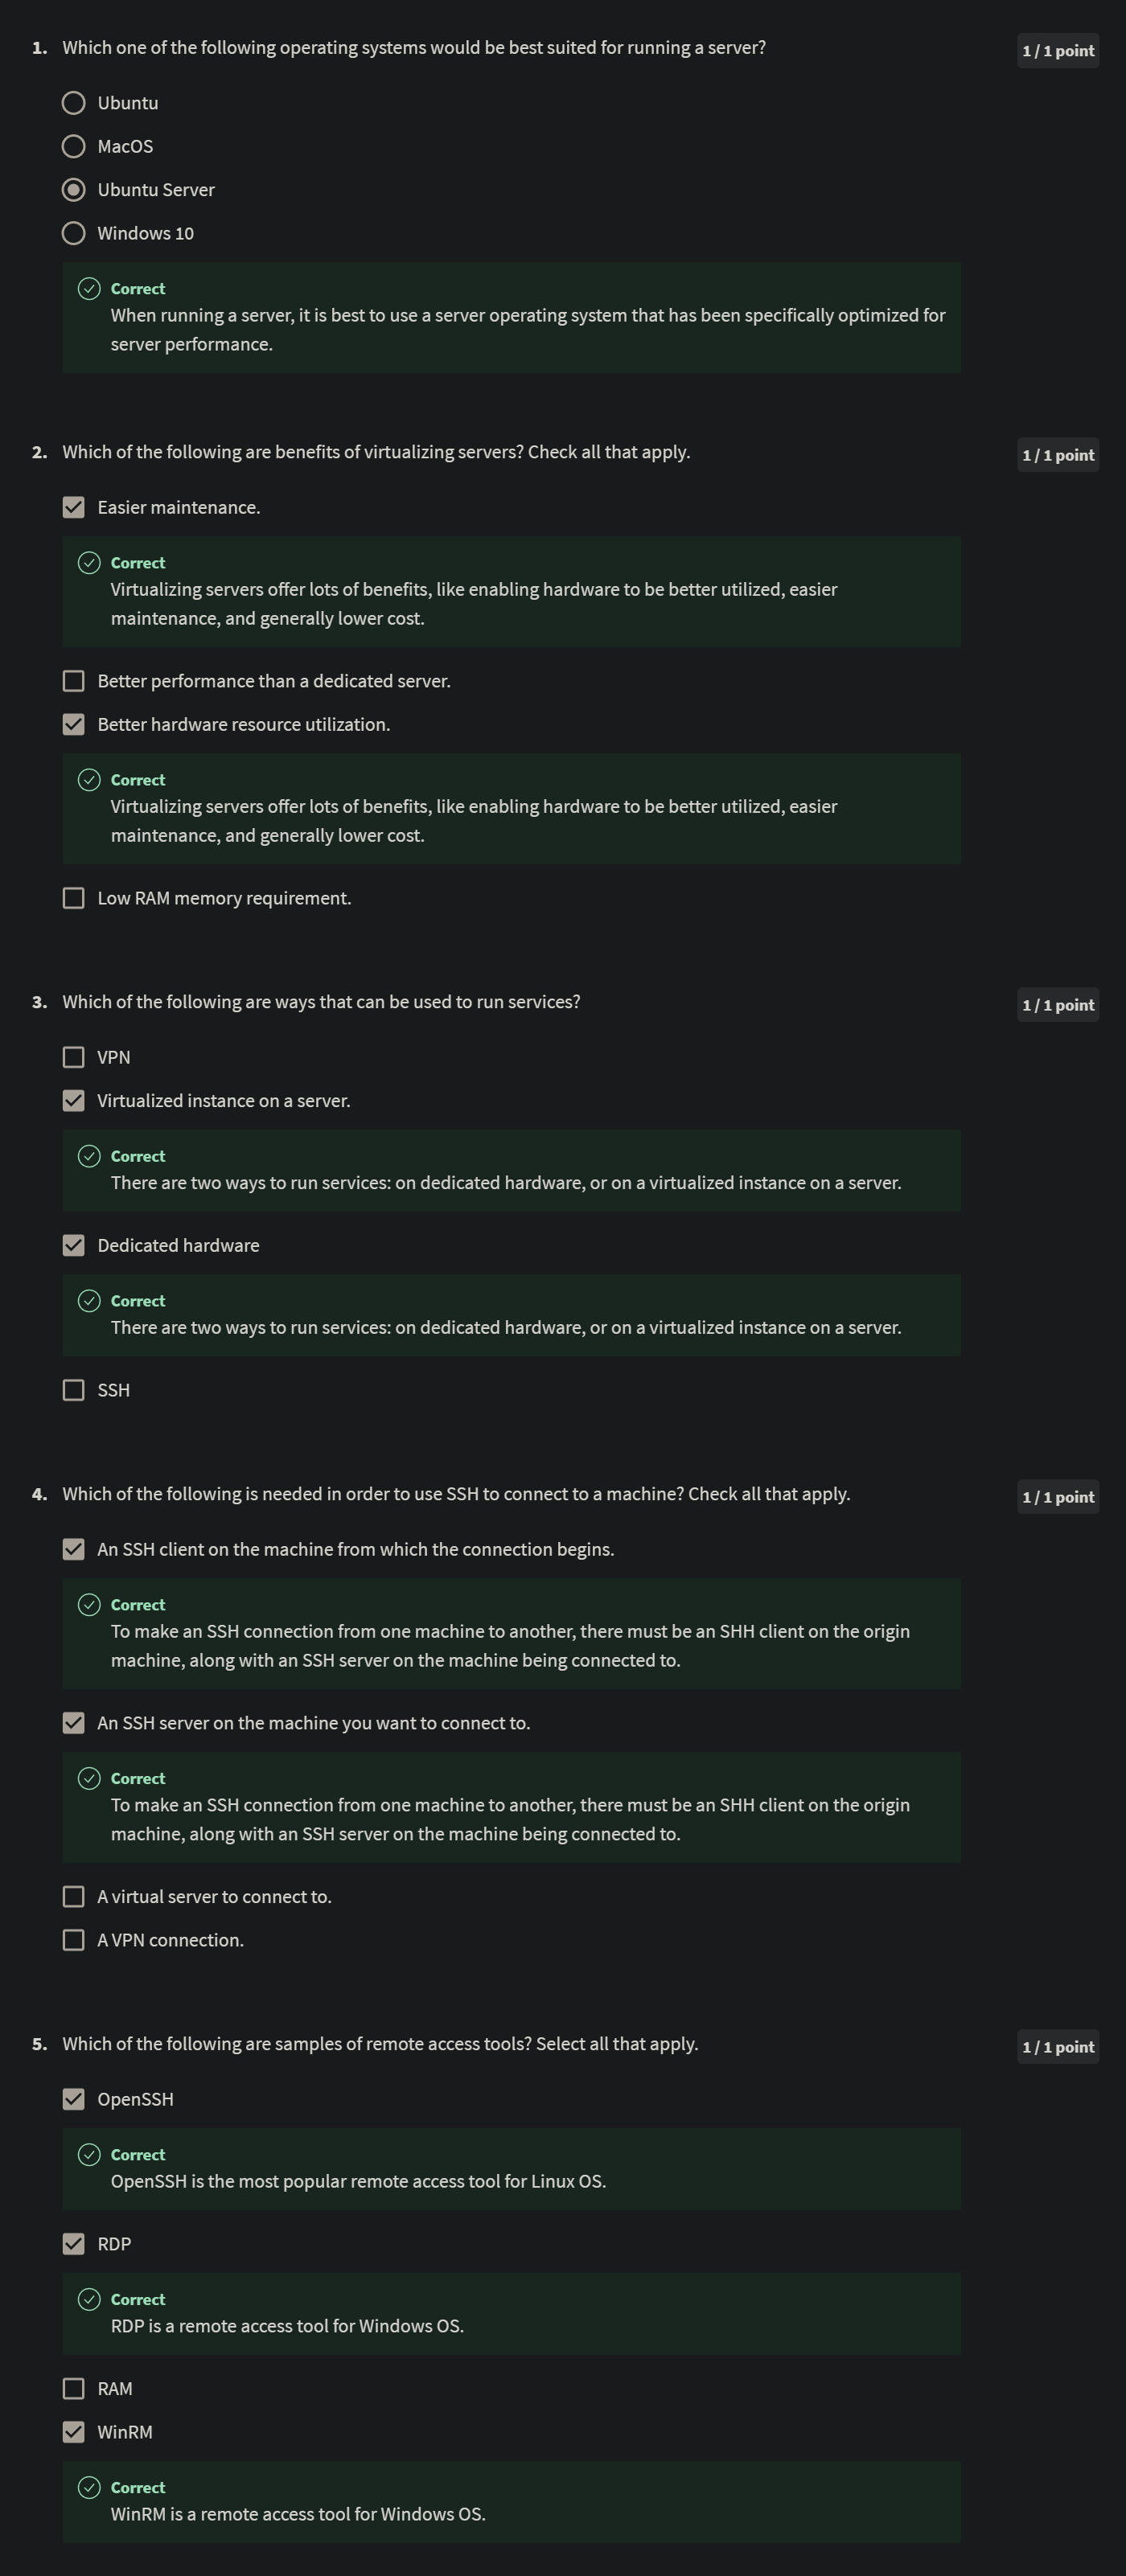 1. Which one of the following operating systems would be best suited for running a server?
1 / 1 point
Ubuntu
MacOS
Ubuntu Server
Windows 10
Correct
When running a server, it is best to use a server operating system that has been specifically optimized for
server performance.
2. Which of the following are benefits of virtualizing servers? Check all that apply.
1 / 1 point
Easier maintenance.
Correct
Virtualizing servers offer lots of benefits, like enabling hardware to be better utilized, easier
maintenance, and generally lower cost.
Better performance than a dedicated server.
Better hardware resource utilization.
Correct
Virtualizing servers offer lots of benefits, like enabling hardware to be better utilized, easier
maintenance, and generally lower cost.
Low RAM memory requirement.
3. Which of the following are ways that can be used to run services?
1 / 1 point
VPN
Virtualized instance on a server.
Correct
There are two ways to run services: on dedicated hardware, or on a virtualized instance on a server.
Dedicated hardware
Correct
There are two ways to run services: on dedicated hardware, or on a virtualized instance on a server.
SSH
4. Which of the following is needed in order to use SSH to connect to a machine? Check all that apply.
1 / 1 point
An SSH client on the machine from which the connection begins.
Correct
To make an SSH connection from one machine to another, there must be an SHH client on the origin
machine, along with an SSH server on the machine being connected to.
An SSH server on the machine you want to connect to.
Correct
To make an SSH connection from one machine to another, there must be an SHH client on the origin
machine, along with an SSH server on the machine being connected to.
A virtual server to connect to.
A VPN connection.
5. Which of the following are samples of remote access tools? Select all that apply.
1 / 1 point
OpenSSH
Correct
OpenSSH is the most popular remote access tool for Linux OS.
RDP
Correct
RDP is a remote access tool for Windows OS.
RAM
WinRM
Correct
WinRM is a remote access tool for Windows OS.